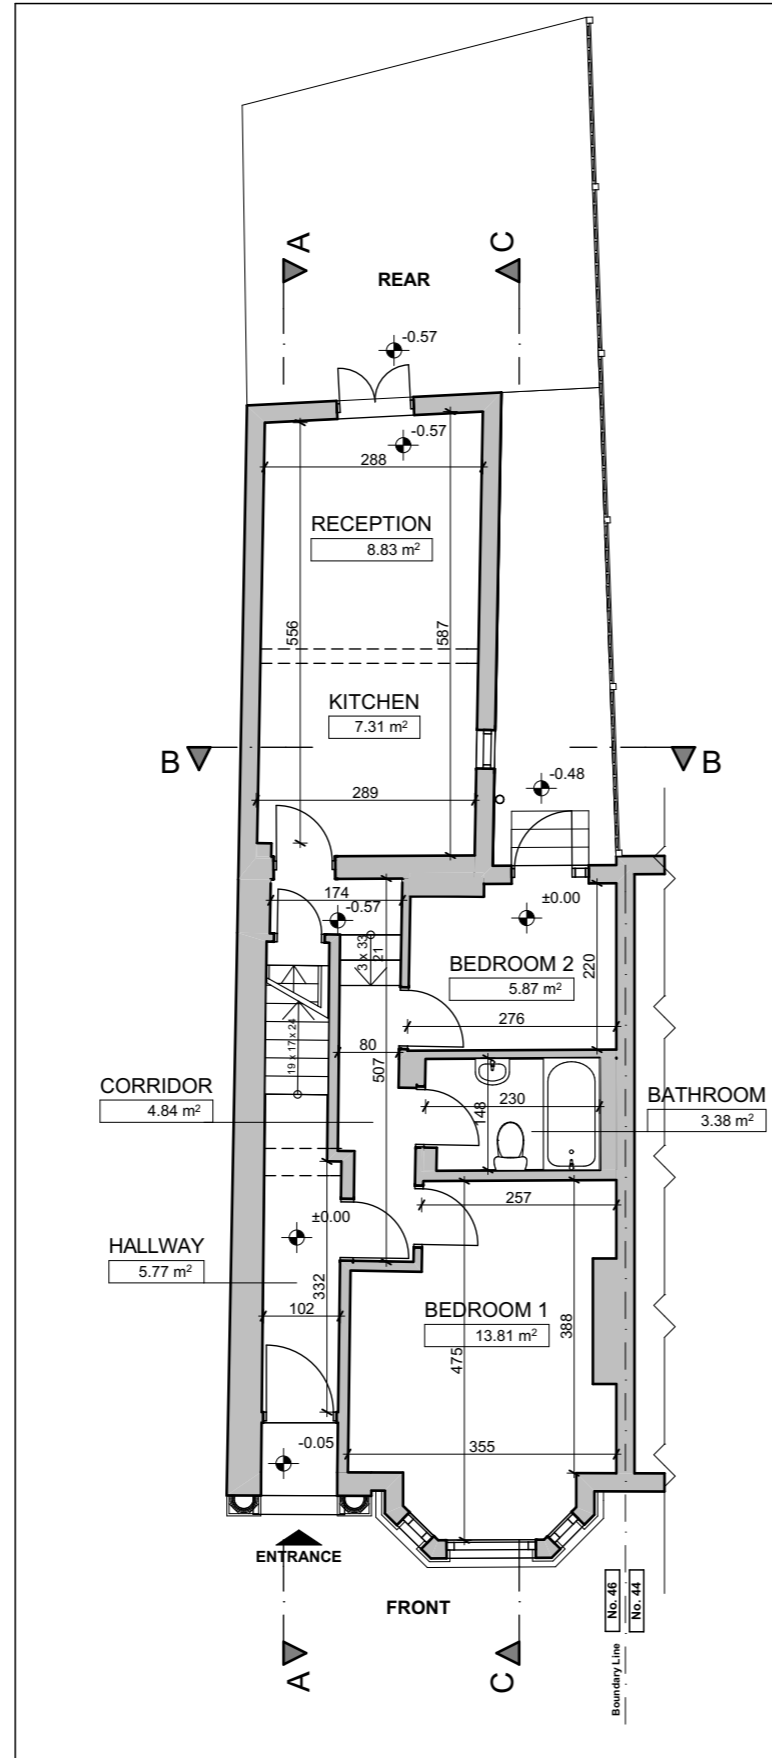 A
C
REAR
-0.57
-0.57
288
RECEPTION
8.83 m²
556
587
KITCHEN
7.31 m²
B
B
-0.48
289
174
-0.57
±0.00
3 x 33
21
BEDROOM 2
5.87 m²
220
276
19 x 17 x 24
80
507
CORRIDOR
4.84 m²
148
230
BATHROOM
3.38 m²
257
±0.00
HALLWAY
5.77 m²
332
102
BEDROOM 1
13.81 m²
475
388
355
-0.05
ENTRANCE
FRONT
No. 46
No. 44
Boundary Line
A
C